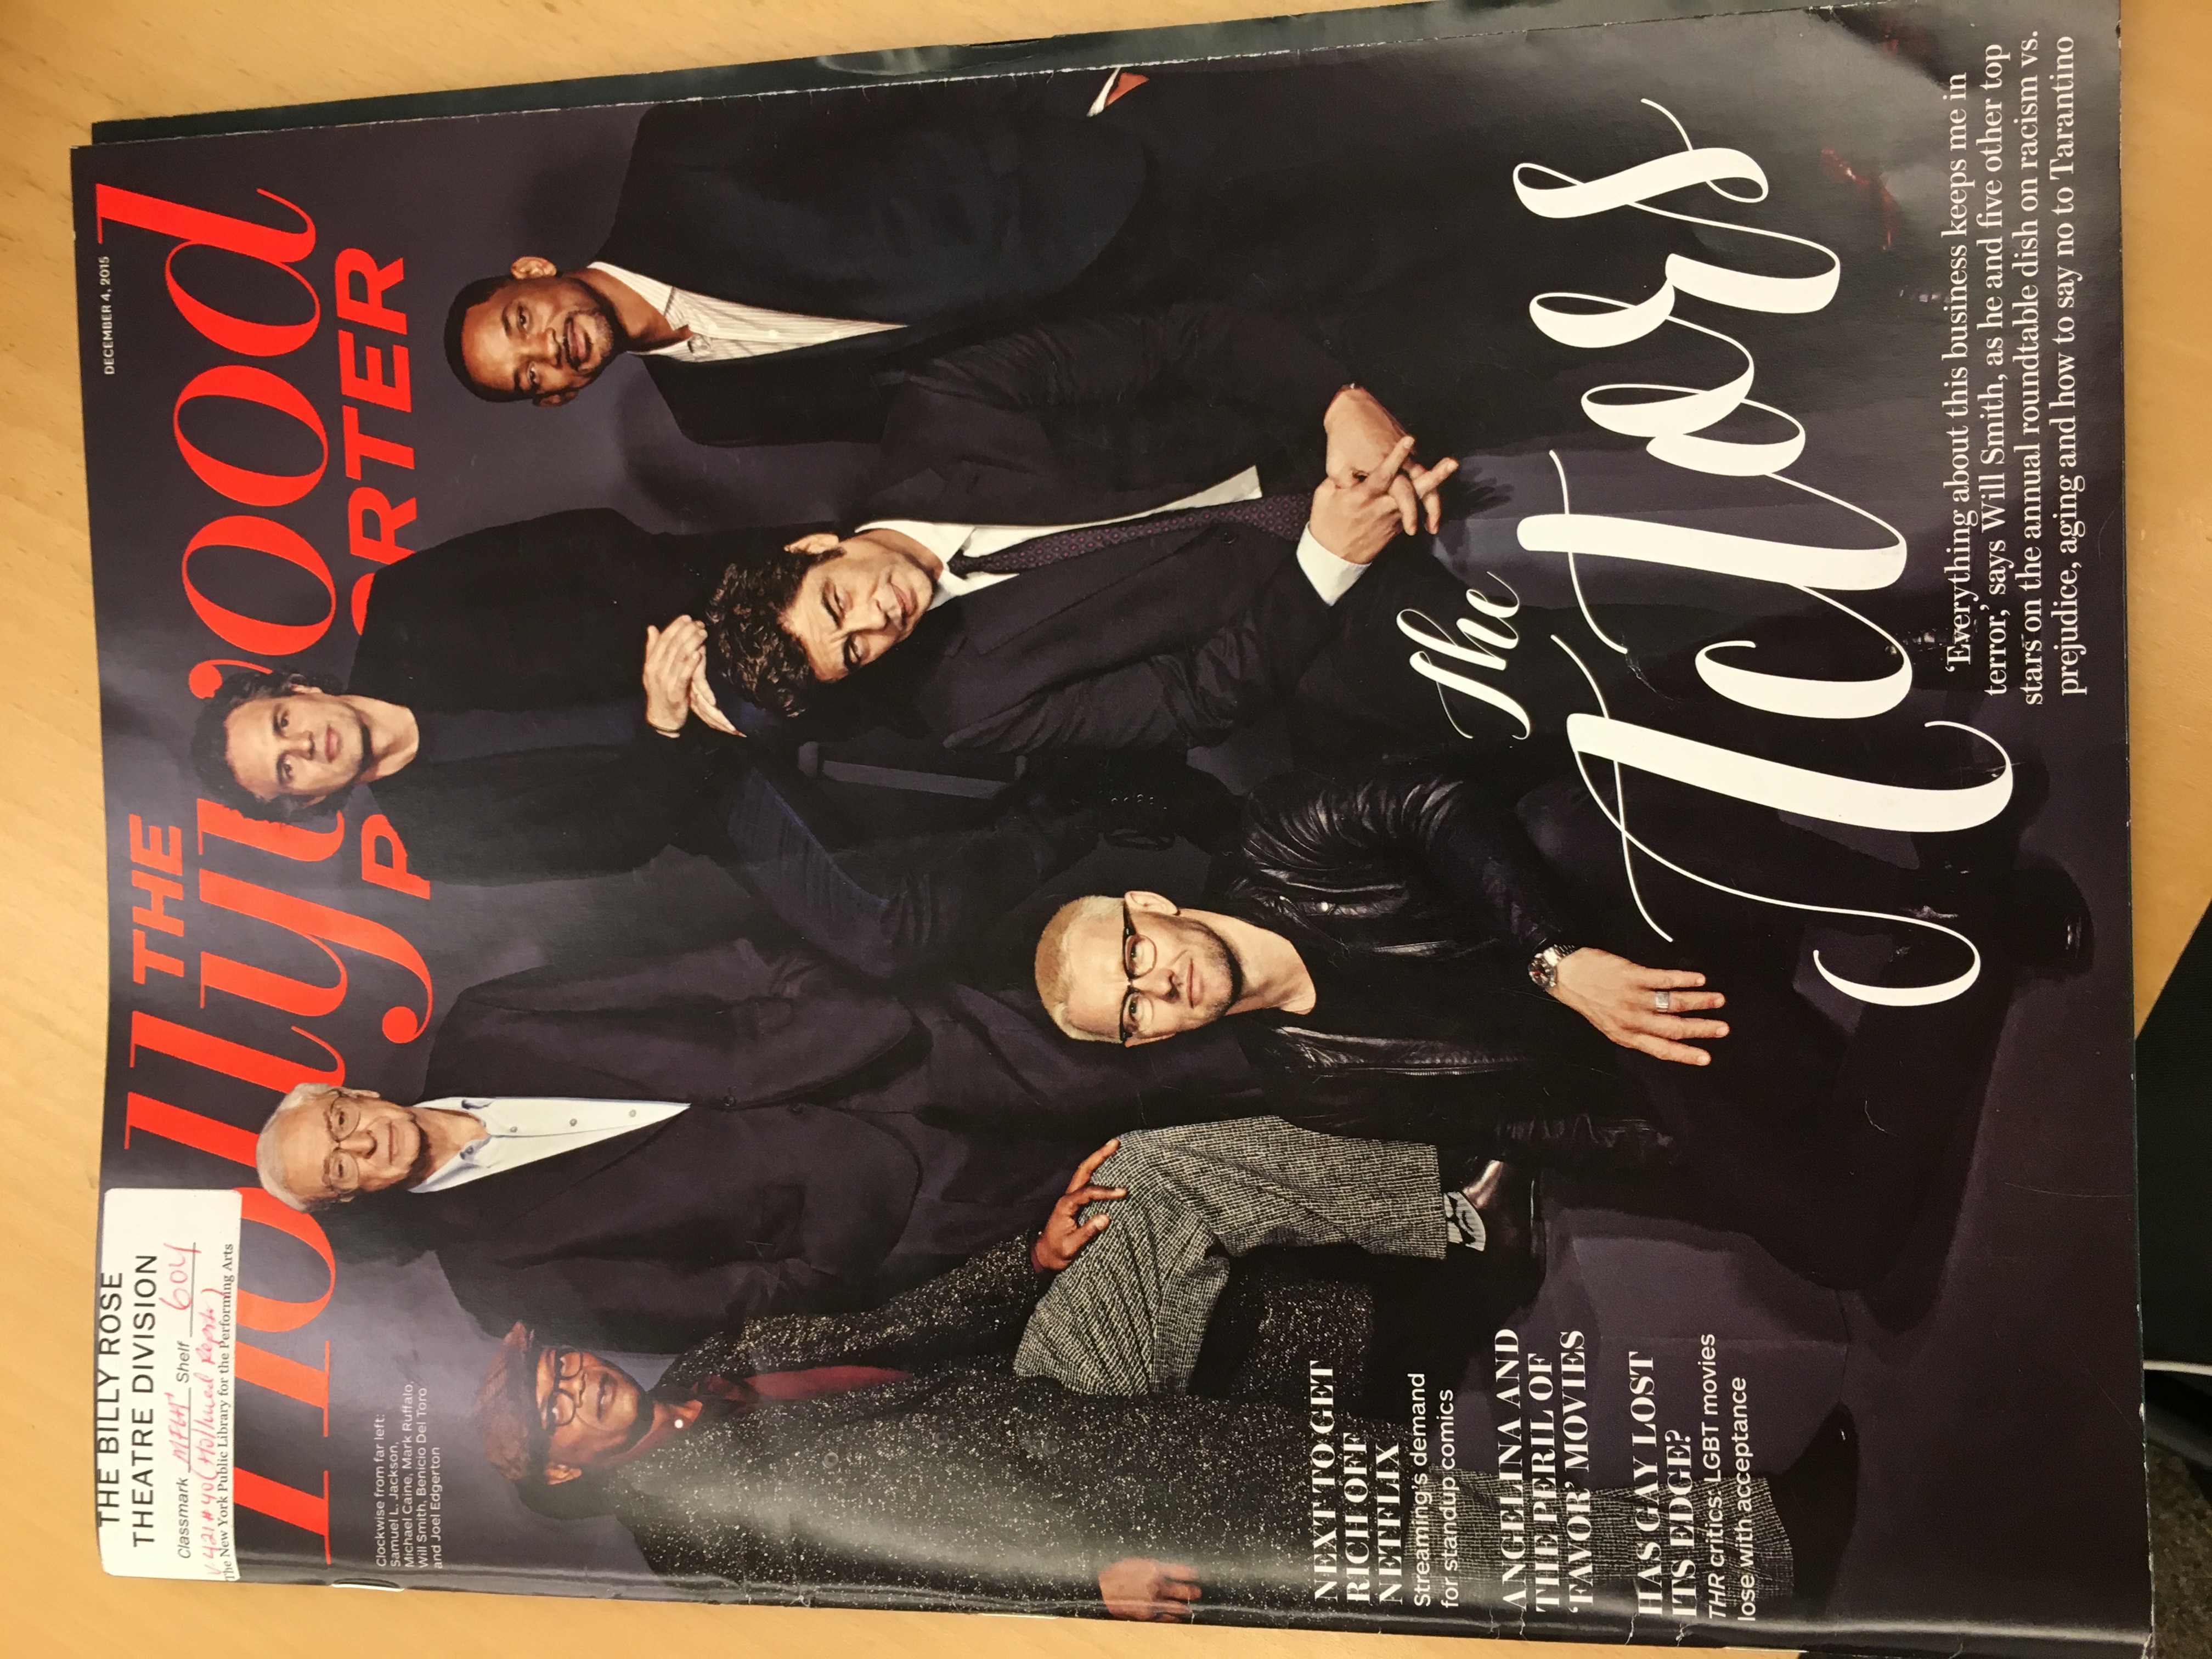 THE BILLY ROSE
THEATRE DIVISION
Classmark MFLA+ Shelf 604
V. 421 # 40 (Hollywood Reporter)
The New York Public Library for the Performing Arts
DECEMBER 4, 2015
THE
Hollywood
REPORTER
Clockwise from far left:
Samuel L. Jackson,
Michael Caine, Mark Ruffalo,
Will Smith, Benicio Del Toro
and Joel Edgerton
NEXT TO GET
RICH OFF
NETFLIX
Streaming's demand
for standup comics
ANGELINA AND
THE PERIL OF
'FAVOR' MOVIES
HAS GAY LOST
ITS EDGE?
THR critics: LGBT movies
lose with acceptance
The
Actors
'Everything about this business keeps me in
terror,' says Will Smith, as he and five other top
stars on the annual roundtable dish on racism vs.
prejudice, aging and how to say no to Tarantino